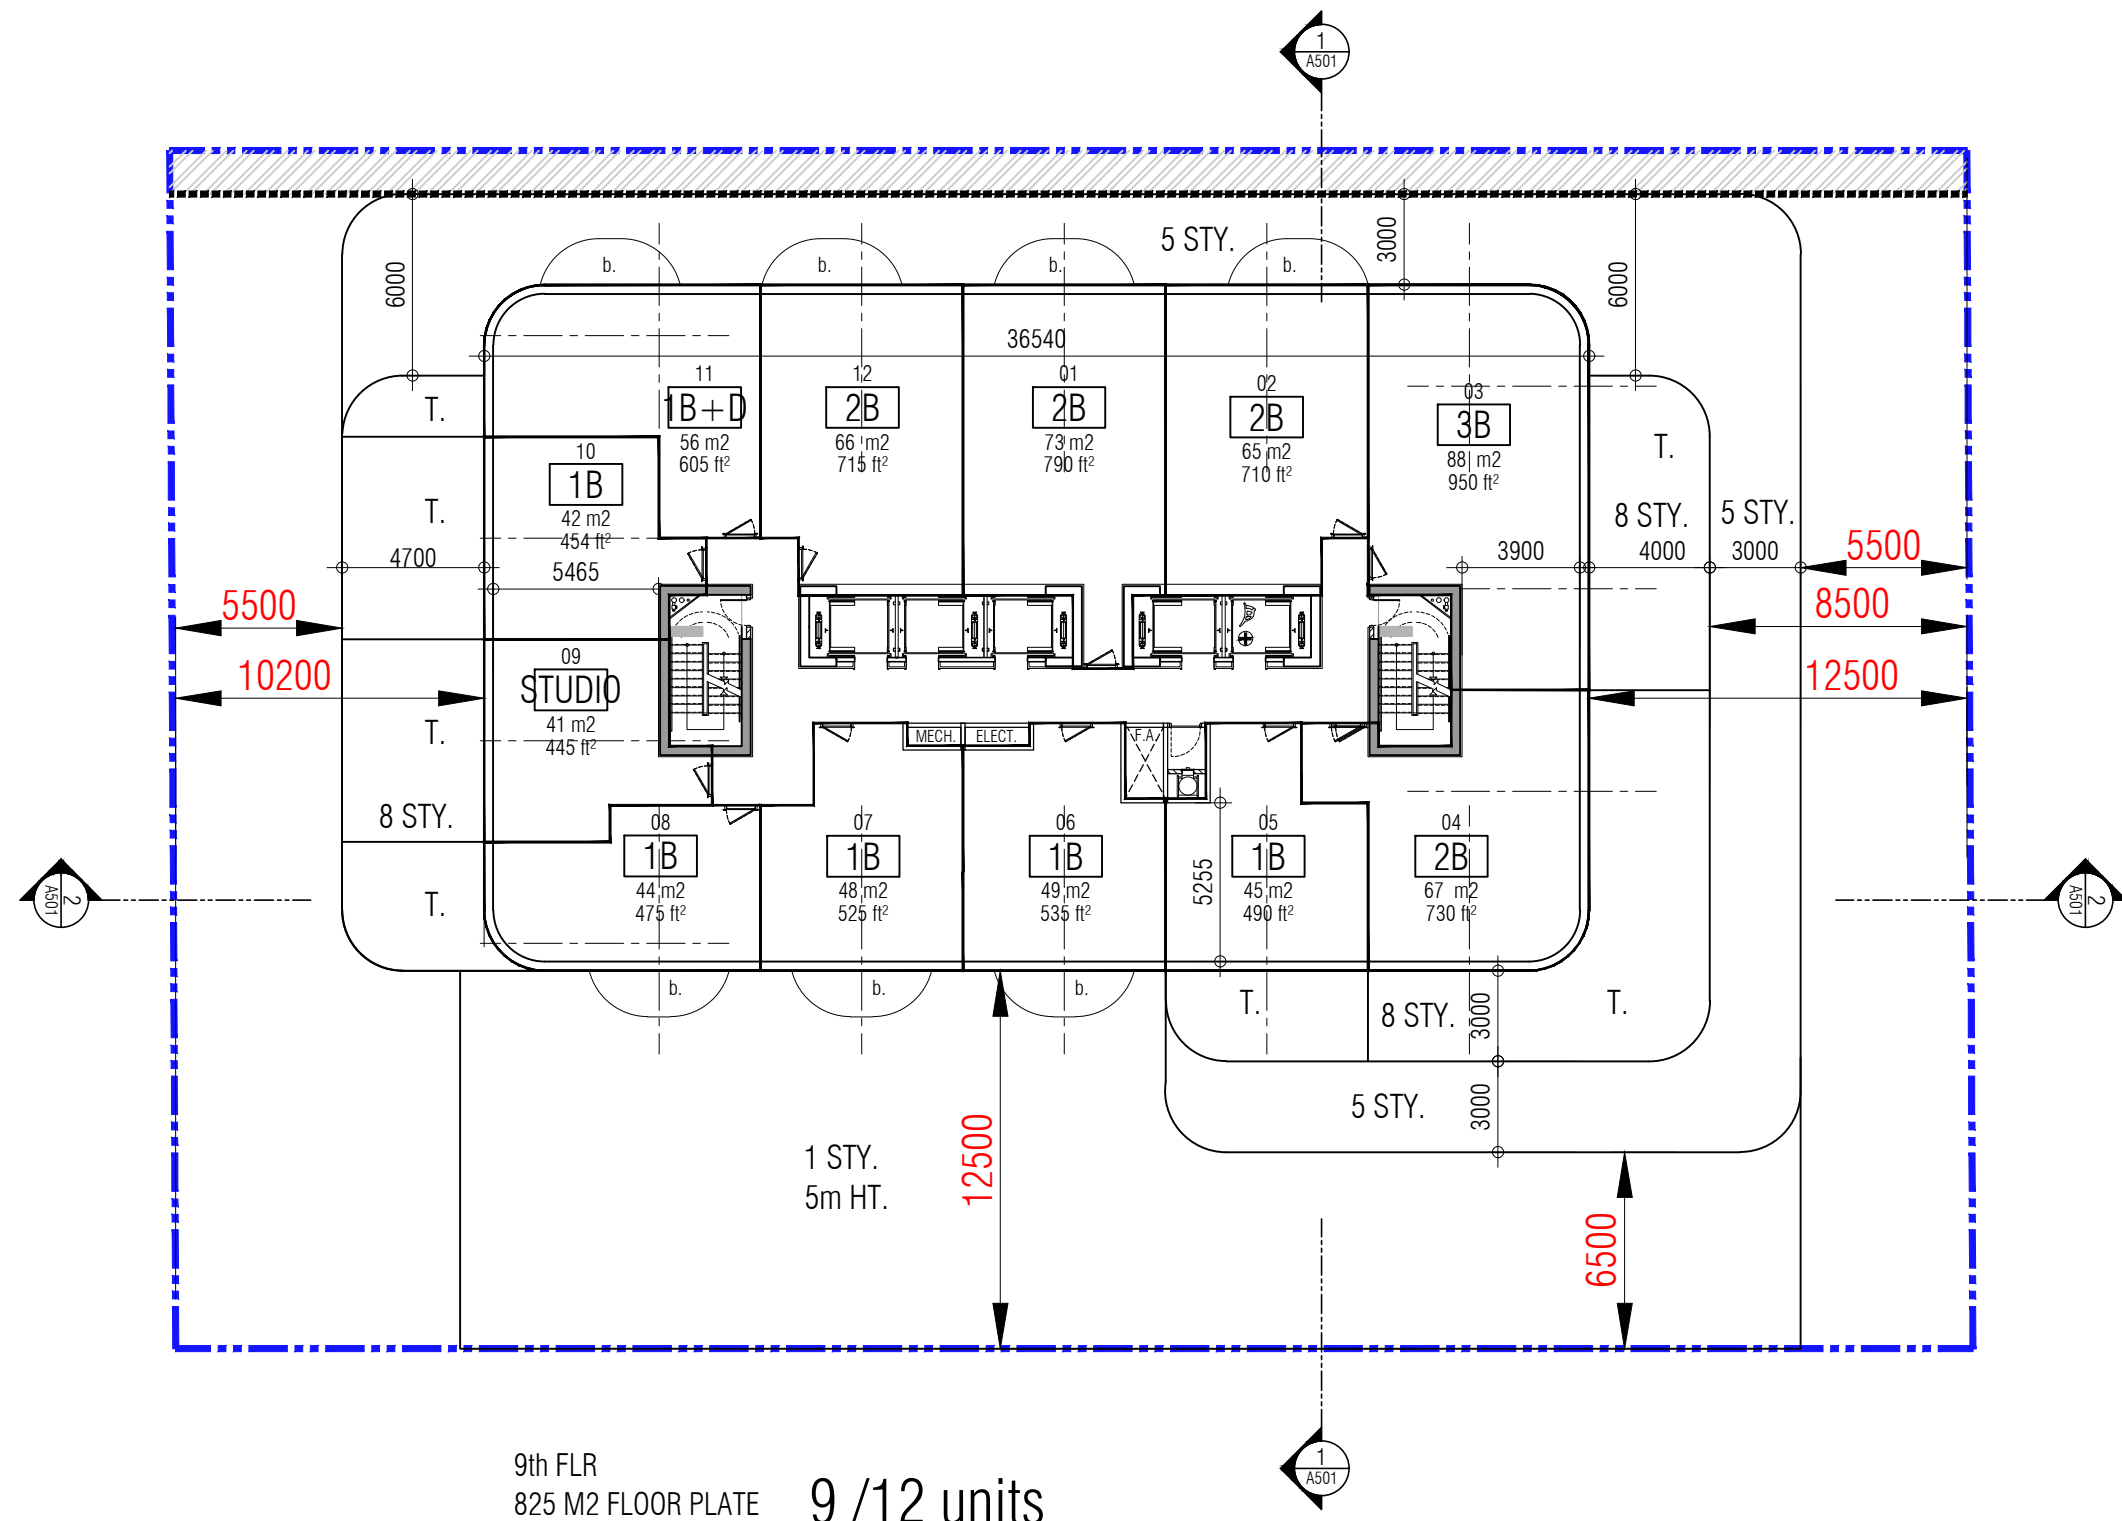 1
A501
5 STY.
3000
6000
6000
b.
b.
b.
b.
36540
11
1B+D
56 m2
605 ft²
12
2B
66 m2
715 ft²
01
2B
73 m2
790 ft²
02
2B
65 m2
710 ft²
03
3B
88 m2
950 ft²
T.
T.
10
1B
42 m2
454 ft²
T.
8 STY.
5 STY.
4700
5465
3900
4000
3000
5500
5500
8500
10200
12500
09
STUDIO
41 m2
445 ft²
T.
MECH.
ELECT.
F.A.
8 STY.
08
1B
44 m2
475 ft²
07
1B
48 m2
525 ft²
06
1B
49 m2
535 ft²
05
1B
45 m2
490 ft²
04
2B
67 m2
730 ft²
5255
T.
2
A501
2
A501
b.
b.
b.
T.
8 STY.
3000
T.
5 STY.
3000
1 STY.
5m HT.
12500
6500
1
A501
9th FLR
825 M2 FLOOR PLATE
9 /12 units